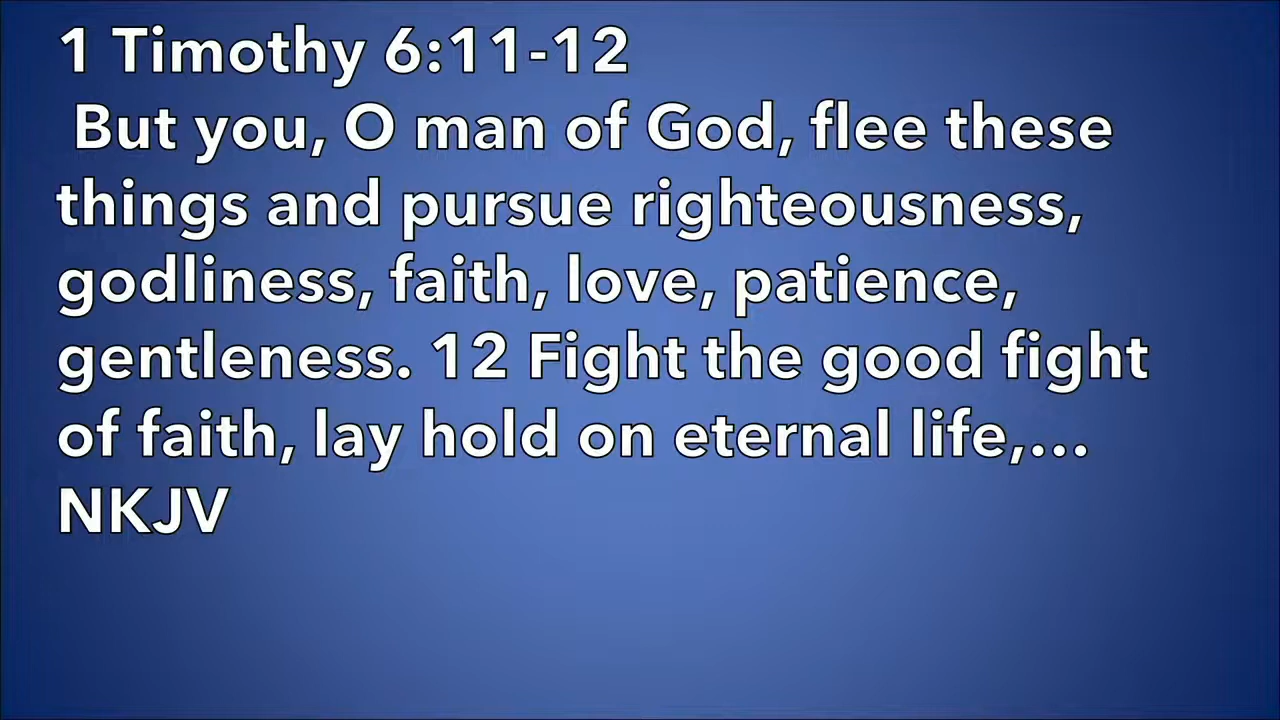 1 Timothy 6:11-12
But you, O man of God, flee these
things and pursue righteousness,
godliness, faith, love, patience,
gentleness. 12 Fight the good fight
of faith, lay hold on eternal life,...
NKJV